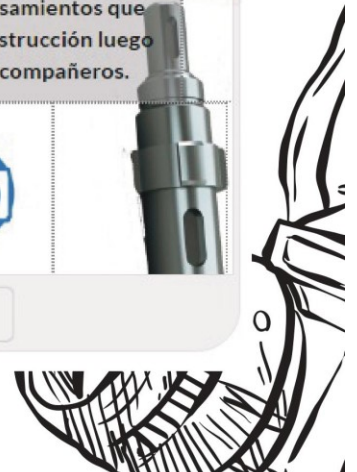 samientos que
strucción luego
compañeros.